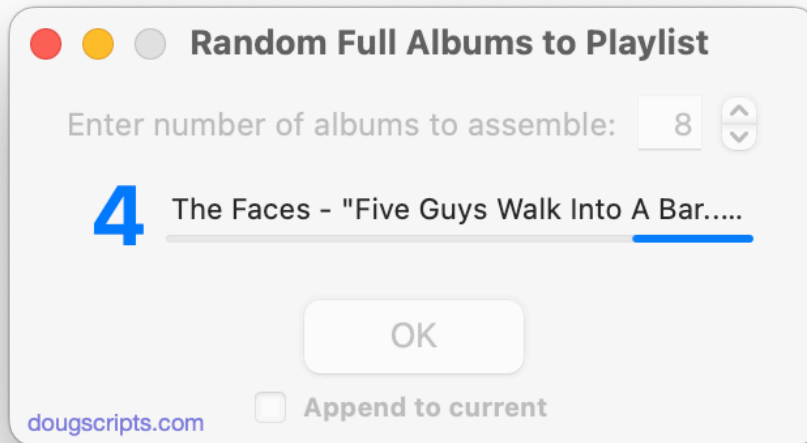 Random Full Albums to Playlist
Enter number of albums to assemble: 8
4 The Faces - "Five Guys Walk Into A Bar.....
OK
Append to current
dougscripts.com